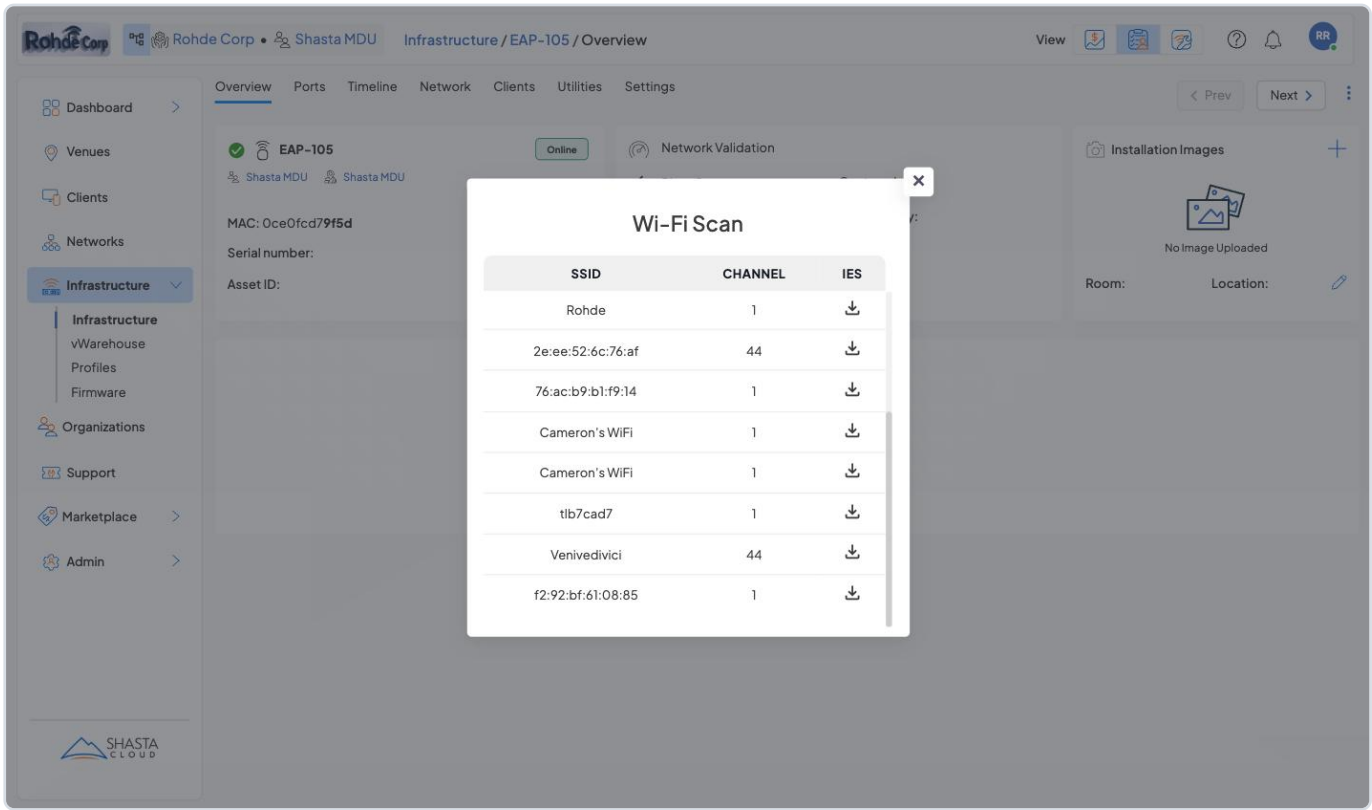 Rohde Corp Rohde Corp • Shasta MDU Infrastructure / EAP-105 / Overview View RR
Overview Ports Timeline Network Clients Utilities Settings Prev Next
Dashboard
Venues
Clients
Networks
Infrastructure
Infrastructure
vWarehouse
Profiles
Firmware
Organizations
Support
Marketplace
Admin
SHASTA
CLOUD
EAP-105 Online
Shasta MDU Shasta MDU
MAC: 0ce0fcd79f5d
Serial number:
Asset ID:
Network Validation
y:
Installation Images
No Image Uploaded
Room: Location:
Wi-Fi Scan
SSID CHANNEL IES
Rohde 1
2e:ee:52:6c:76:af 44
76:ac:b9:b1:f9:14 1
Cameron's WiFi 1
Cameron's WiFi 1
tlb7cad7 1
Venivedivici 44
f2:92:bf:61:08:85 1